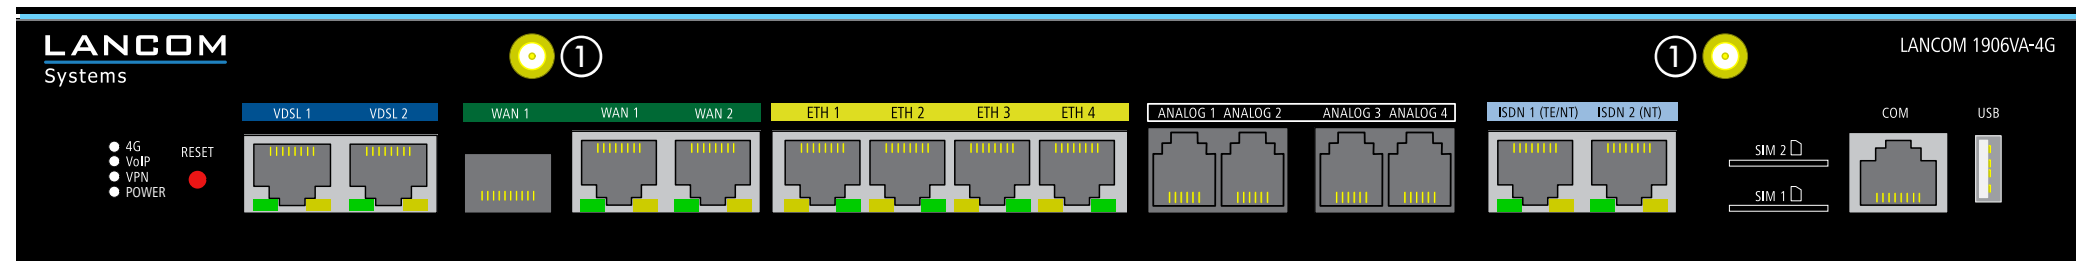 LANCOM
Systems
①
①
LANCOM 1906VA-4G
VDSL 1 VDSL 2
WAN 1
WAN 1 WAN 2
ETH 1 ETH 2 ETH 3 ETH 4
ANALOG 1 ANALOG 2 ANALOG 3 ANALOG 4
ISDN 1 (TE/NT) ISDN 2 (NT)
COM
USB
4G
VoIP
VPN
POWER
RESET
SIM 2
SIM 1